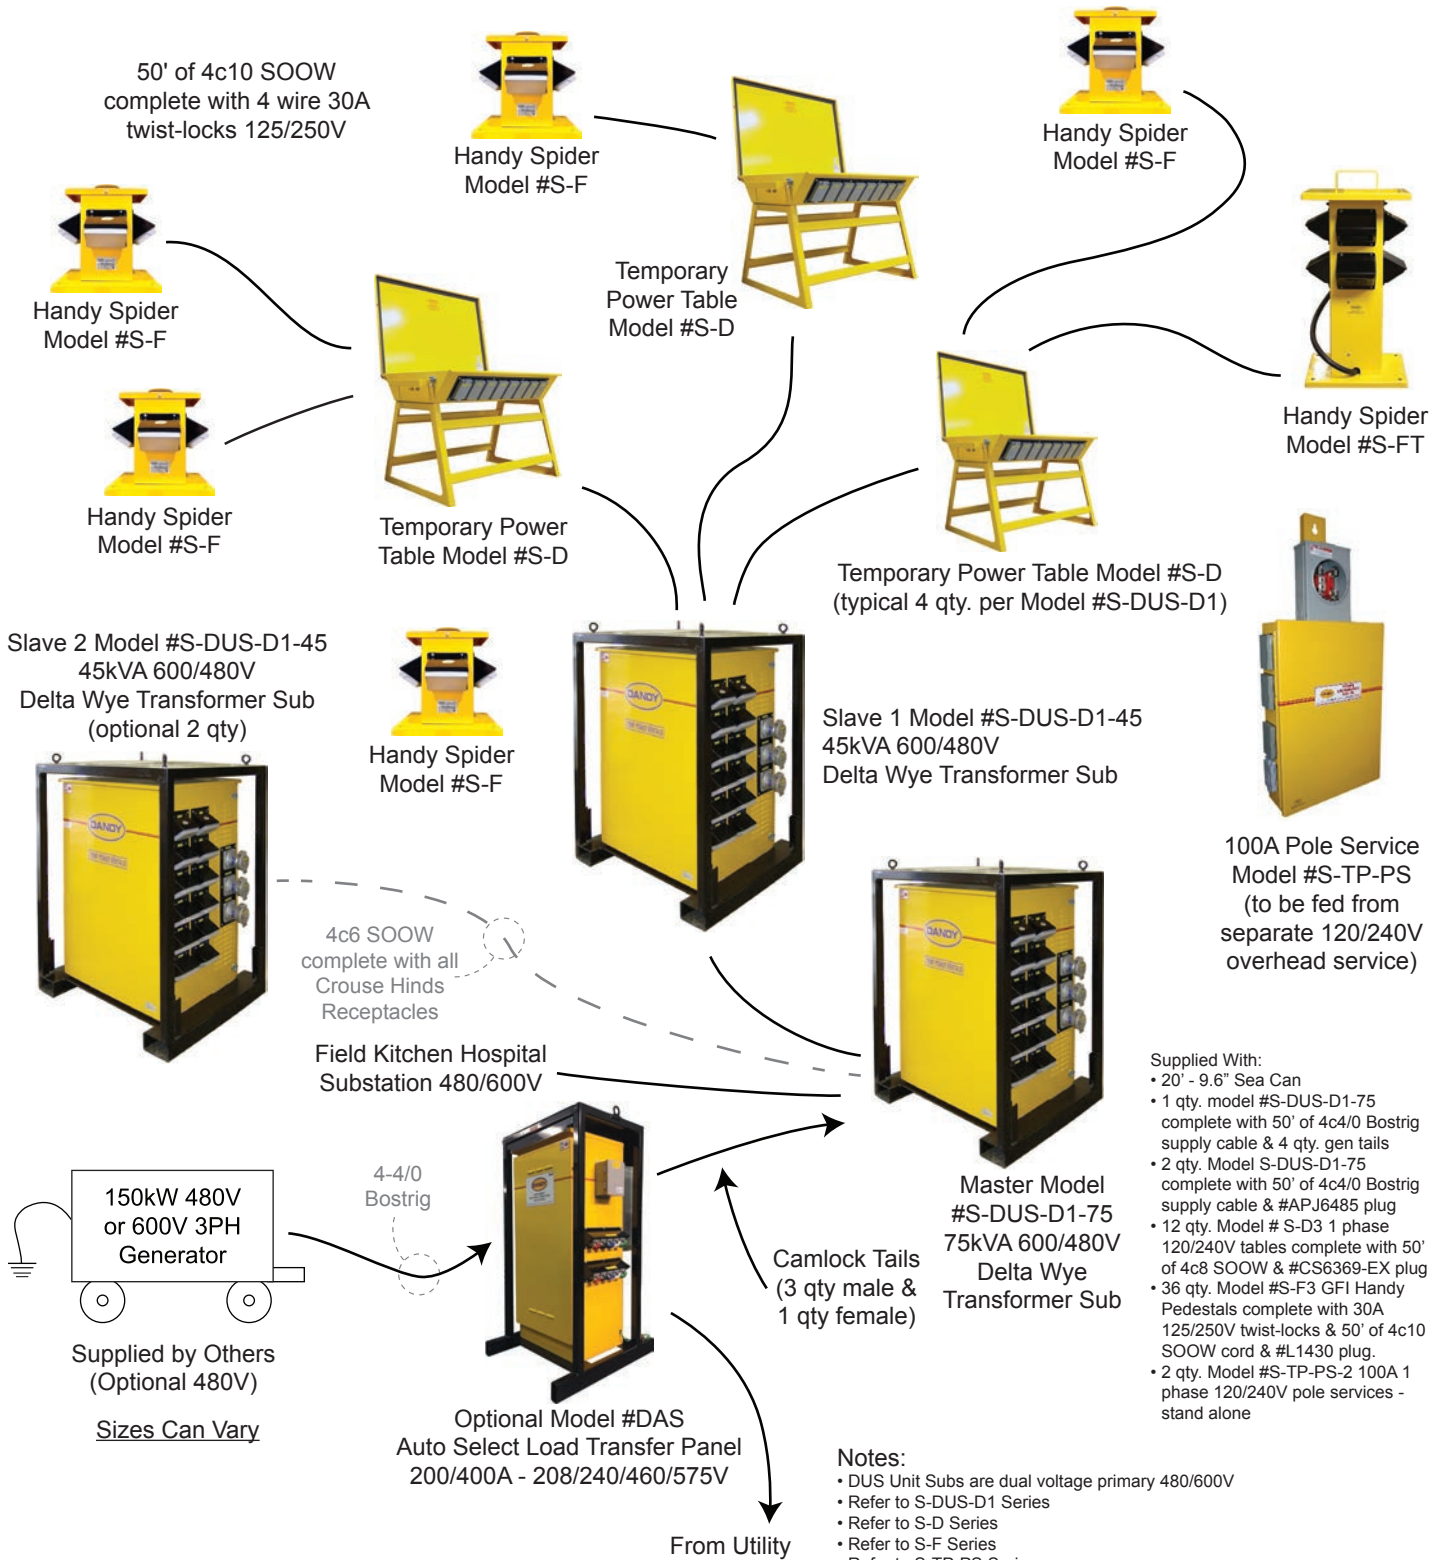 50' of 4c10 SOOW
complete with 4 wire 30A
twist-locks 125/250V
Handy Spider
Model #S-F
Handy Spider
Model #S-F
Handy Spider
Model #S-F
Temporary
Power Table
Model #S-D
Handy Spider
Model #S-FT
Handy Spider
Model #S-F
Temporary Power
Table Model #S-D
Temporary Power Table Model #S-D
(typical 4 qty. per Model #S-DUS-D1)
Slave 2 Model #S-DUS-D1-45
45kVA 600/480V
Delta Wye Transformer Sub
(optional 2 qty)
Handy Spider
Model #S-F
DANDY
Slave 1 Model #S-DUS-D1-45
45kVA 600/480V
Delta Wye Transformer Sub
100A Pole Service
Model #S-TP-PS
(to be fed from
separate 120/240V
overhead service)
DANDY
DANDY
4c6 SOOW
complete with all
Crouse Hinds
Receptacles
Field Kitchen Hospital
Substation 480/600V
Supplied With:
• 20' - 9.6" Sea Can
• 1 qty. model #S-DUS-D1-75
complete with 50' of 4c4/0 Bostrig
supply cable & 4 qty. gen tails
• 2 qty. Model S-DUS-D1-75
complete with 50' of 4c4/0 Bostrig
supply cable & #APJ6485 plug
• 12 qty. Model # S-D3 1 phase
120/240V tables complete with 50'
of 4c8 SOOW & #CS6369-EX plug
• 36 qty. Model #S-F3 GFI Handy
Pedestals complete with 30A
125/250V twist-locks & 50' of 4c10
SOOW cord & #L1430 plug.
• 2 qty. Model #S-TP-PS-2 100A 1
phase 120/240V pole services -
stand alone
Master Model
#S-DUS-D1-75
75kVA 600/480V
Delta Wye
Transformer Sub
4-4/0
Bostrig
150kW 480V
or 600V 3PH
Generator
Camlock Tails
(3 qty male &
1 qty female)
Supplied by Others
(Optional 480V)
Sizes Can Vary
Optional Model #DAS
Auto Select Load Transfer Panel
200/400A - 208/240/460/575V
From Utility
Notes:
• DUS Unit Subs are dual voltage primary 480/600V
• Refer to S-DUS-D1 Series
• Refer to S-D Series
• Refer to S-F Series